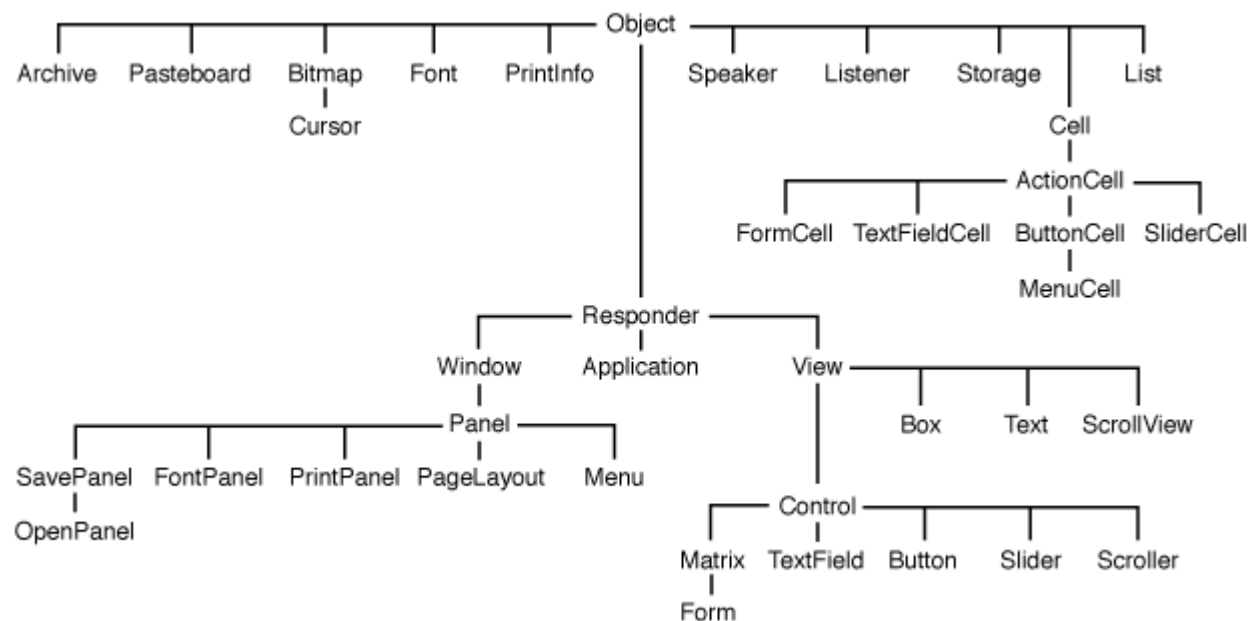 Object
Archive Pasteboard Bitmap Font PrintInfo Speaker Listener Storage List
Cursor Cell
ActionCell
FormCell TextFieldCell ButtonCell SliderCell
MenuCell
Responder
Window Application View
Panel Box Text ScrollView
SavePanel FontPanel PrintPanel PageLayout Menu
Control
OpenPanel
Matrix TextField Button Slider Scroller
Form